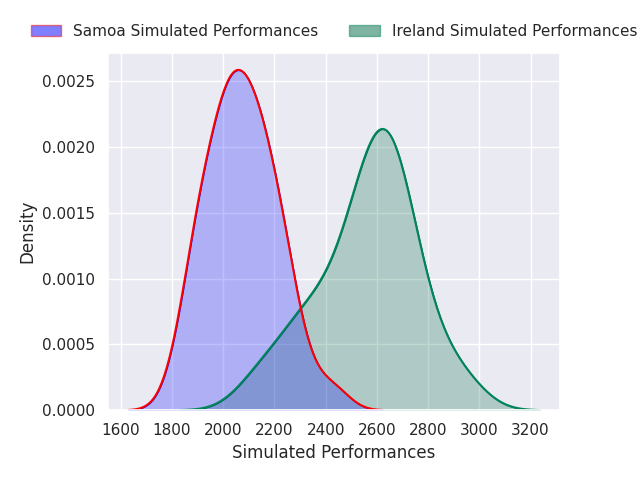 Samoa Simulated Performances Ireland Simulated Performances
0.0025
0.0020
0.0015
0.0010
0.0005
0.0000
Density
1600 1800 2000 2200 2400 2600 2800 3000 3200
Simulated Performances